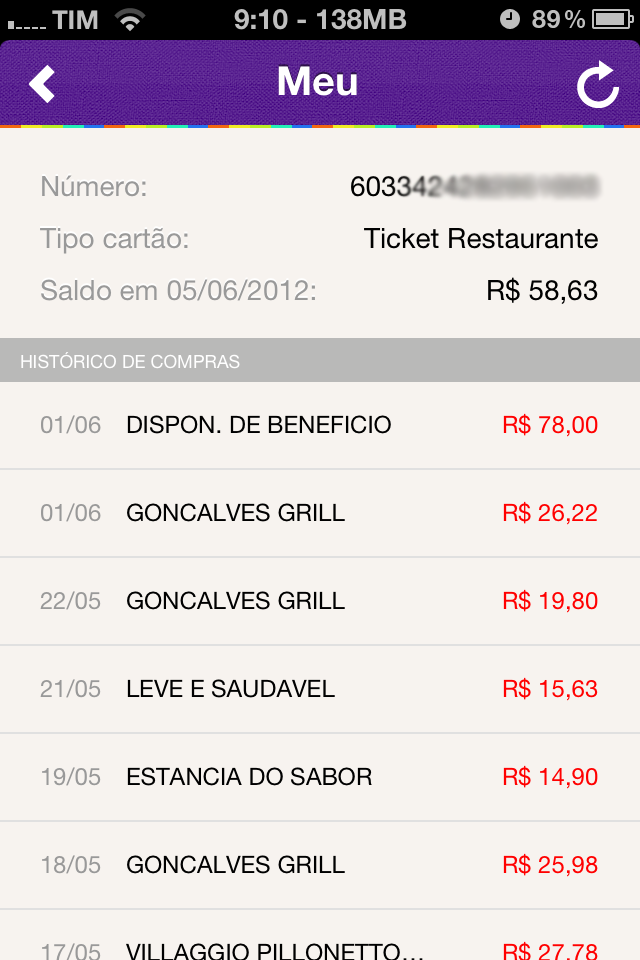 TIM 9:10 - 138MB 89%
Meu
Número: 6033
Tipo cartão: Ticket Restaurante
Saldo em 05/06/2012: R$ 58,63
HISTÓRICO DE COMPRAS
01/06 DISPON. DE BENEFICIO R$ 78,00
01/06 GONCALVES GRILL R$ 26,22
22/05 GONCALVES GRILL R$ 19,80
21/05 LEVE E SAUDAVEL R$ 15,63
19/05 ESTANCIA DO SABOR R$ 14,90
18/05 GONCALVES GRILL R$ 25,98
17/05 VILLAGGIO PILLONETTO... R$ 27,78